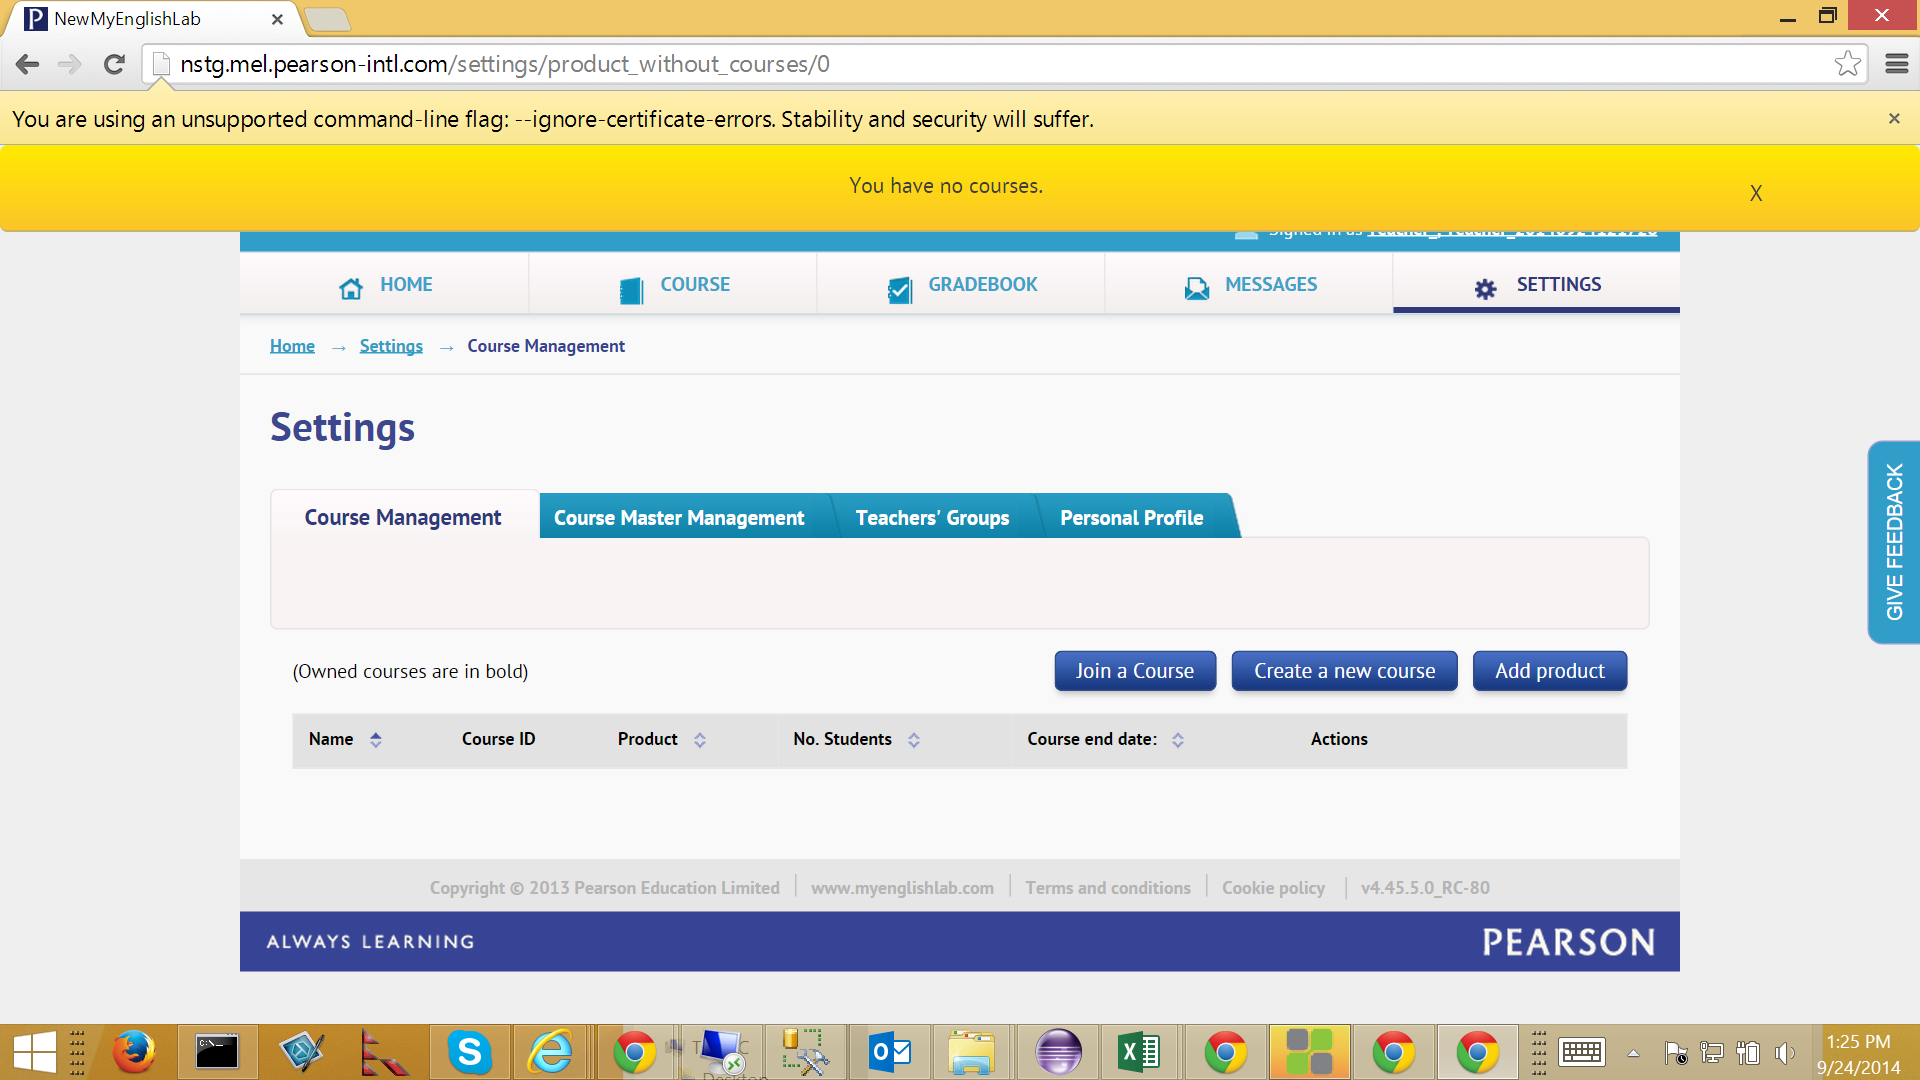 NewMyEnglishLab
nstg.mel.pearson-intl.com/settings/product_without_courses/0
You are using an unsupported command-line flag: --ignore-certificate-errors. Stability and security will suffer.
You have no courses.
X
Signed in as
HOME
COURSE
GRADEBOOK
MESSAGES
SETTINGS
Home → Settings → Course Management
Settings
Course Management
Course Master Management
Teachers' Groups
Personal Profile
GIVE FEEDBACK
(Owned courses are in bold)
Join a Course
Create a new course
Add product
Name
Course ID
Product
No. Students
Course end date:
Actions
Copyright © 2013 Pearson Education Limited
www.myenglishlab.com
Terms and conditions
Cookie policy
v4.45.5.0_RC-80
ALWAYS LEARNING
PEARSON
1:25 PM
9/24/2014